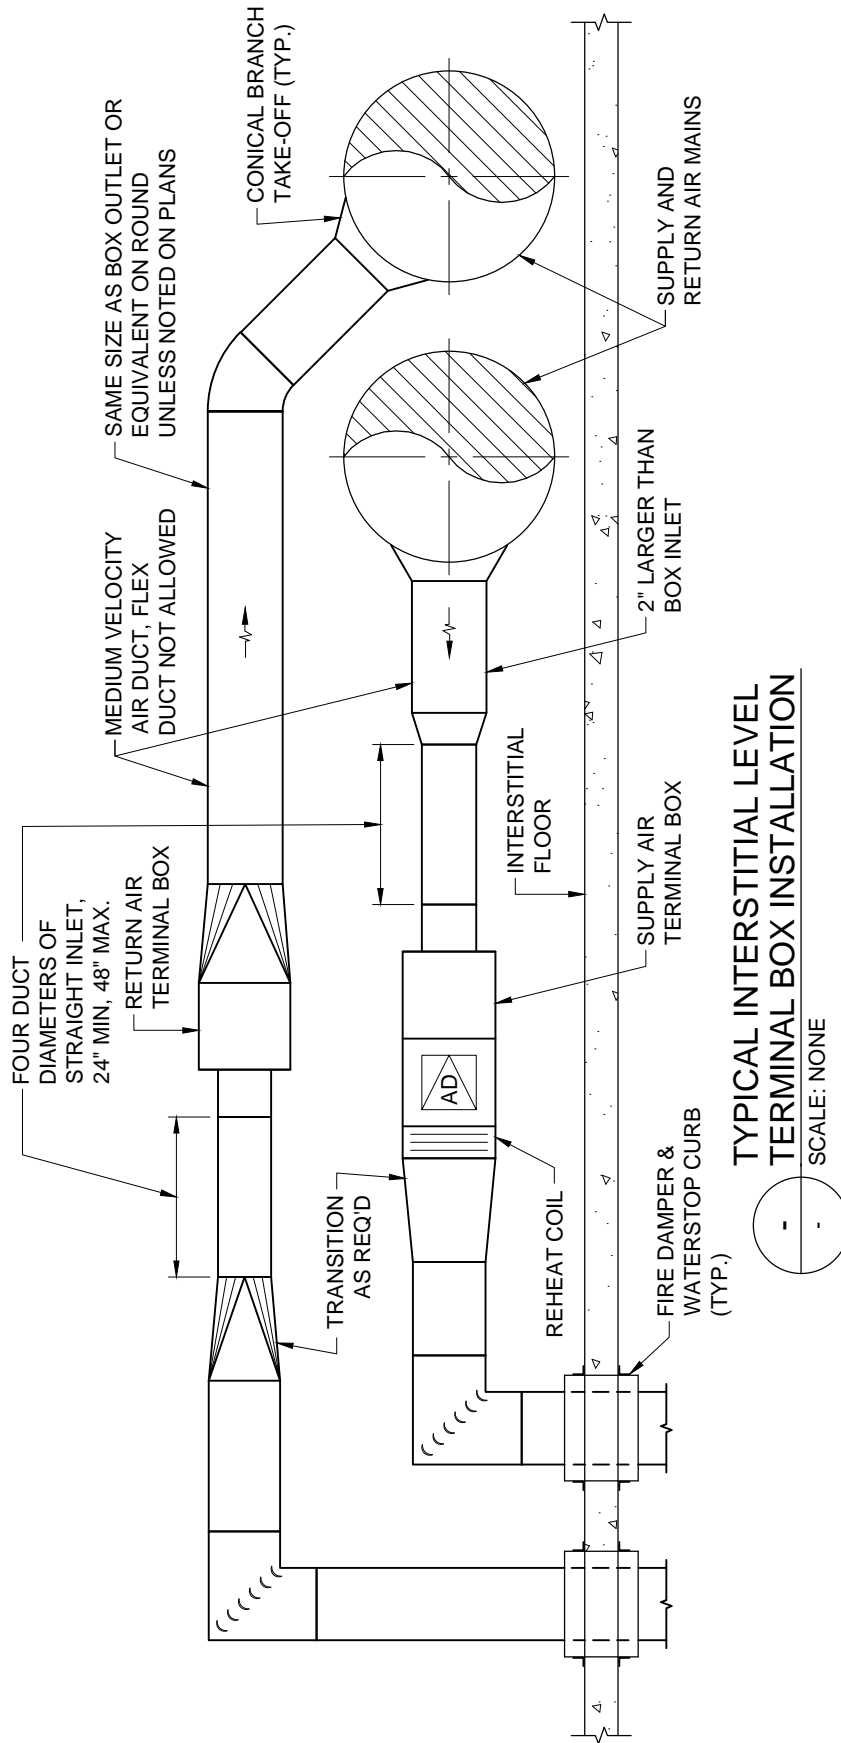 FOUR DUCT
DIAMETERS OF
STRAIGHT INLET,
24" MIN, 48" MAX.
RETURN AIR
TERMINAL BOX
MEDIUM VELOCITY
AIR DUCT, FLEX
DUCT NOT ALLOWED
SAME SIZE AS BOX OUTLET OR
EQUIVALENT ON ROUND
UNLESS NOTED ON PLANS
CONICAL BRANCH
TAKE-OFF (TYP.)
TRANSITION
AS REQ'D
AD
REHEAT COIL
INTERSTITIAL
FLOOR
SUPPLY AIR
TERMINAL BOX
2" LARGER THAN
BOX INLET
SUPPLY AND
RETURN AIR MAINS
FIRE DAMPER &
WATERSTOP CURB
(TYP.)
-
-
TYPICAL INTERSTITIAL LEVEL
TERMINAL BOX INSTALLATION
SCALE: NONE